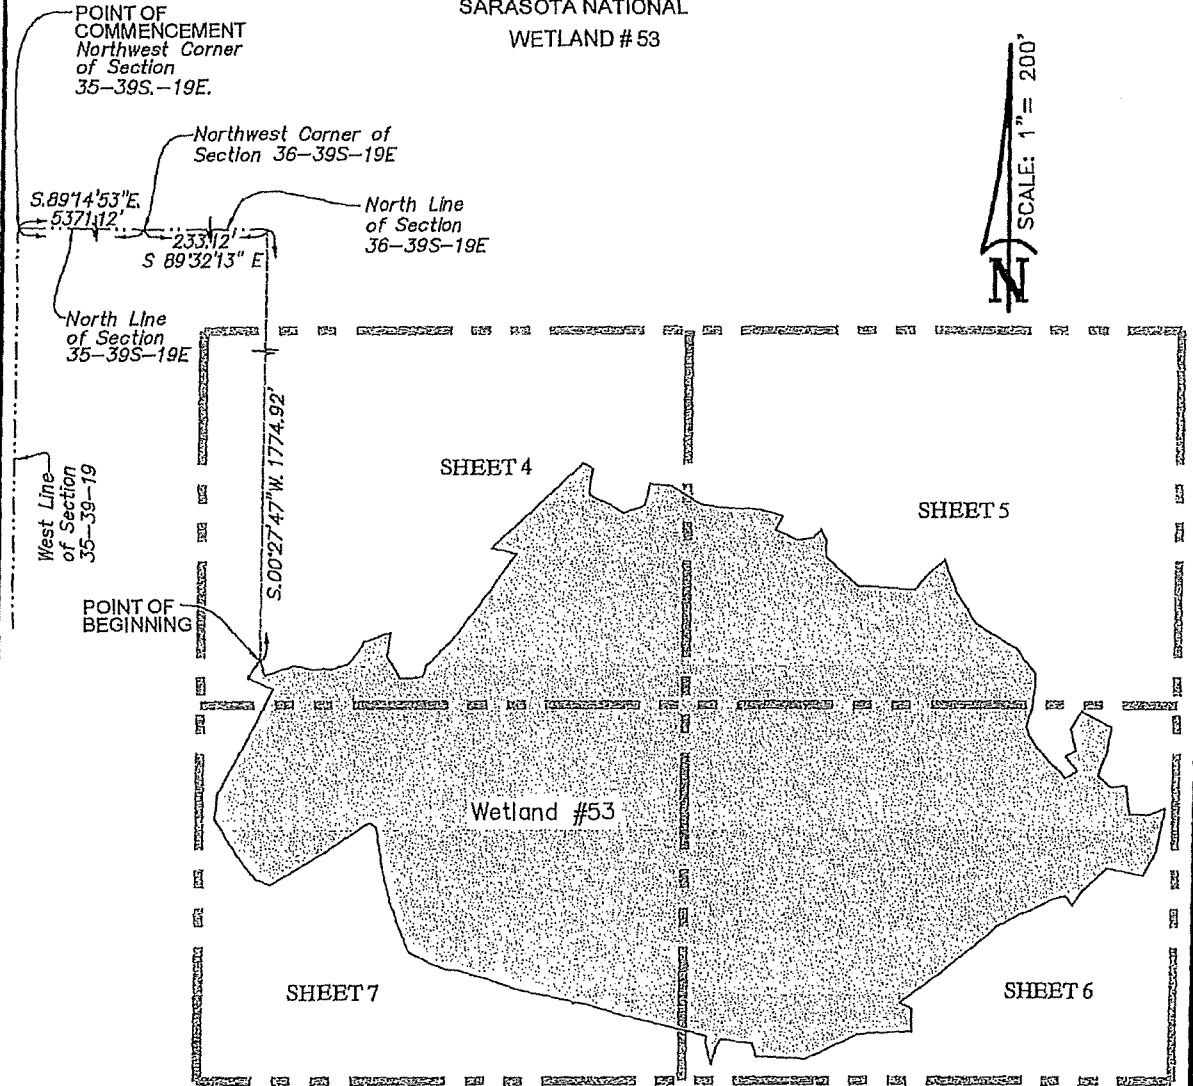 SARASOTA NATIONAL
WETLAND # 53
POINT OF
COMMENCEMENT
Northwest Corner
of Section
35-39S.-19E.
Northwest Corner of
Section 36-39S-19E
S.89°14'53"E.
5371.12'
North Line
of Section
36-39S-19E
233.12'
S 89°32'13" E
North Line
of Section
35-39S-19E
SCALE: 1" = 200'
N
West Line
of Section
35-39-19
S.00°27'47"W. 1774.92'
SHEET 4
SHEET 5
POINT OF
BEGINNING
Wetland #53
SHEET 7
SHEET 6